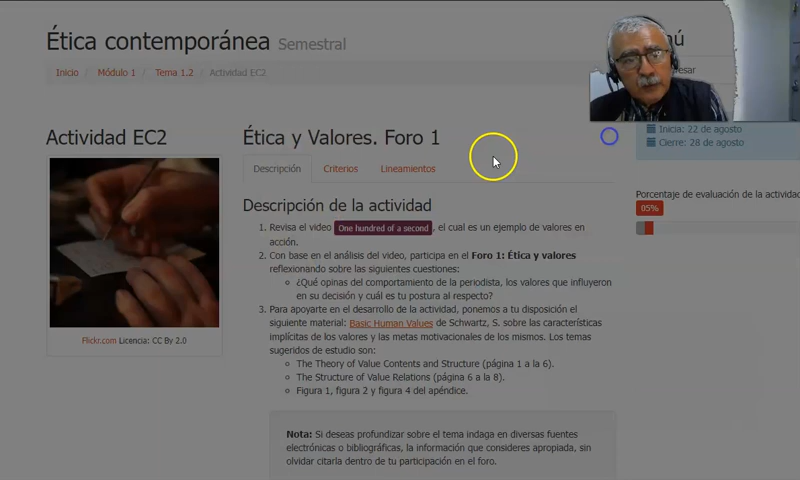 Ética contemporánea Semestral
Inicio Módulo 1 Tema 1.2 Actividad EC2
Inicia: 22 de agosto
Cierre: 28 de agosto
Actividad EC2
Ética y Valores. Foro 1
Descripción Criterios Lineamientos
Porcentaje de evaluación de la actividad
05%
Descripción de la actividad
1. Revisa el video One hundred of a second, el cual es un ejemplo de valores en
acción.
2. Con base en el análisis del video, participa en el Foro 1: Ética y valores
reflexionando sobre las siguientes cuestiones:
¿Qué opinas del comportamiento de la periodista, los valores que influyeron
en su decisión y cuál es tu postura al respecto?
3. Para apoyarte en el desarrollo de la actividad, ponemos a tu disposición el
siguiente material: Basic Human Values de Schwartz, S. sobre las características
implícitas de los valores y las metas motivacionales de los mismos. Los temas
sugeridos de estudio son:
The Theory of Value Contents and Structure (página 1 a la 6).
The Structure of Value Relations (página 6 a la 8).
Figura 1, figura 2 y figura 4 del apéndice.
Flickr.com Licencia: CC By 2.0
Nota: Si deseas profundizar sobre el tema indaga en diversas fuentes
electrónicas o bibliográficas, la información que consideres apropiada, sin
olvidar citarla dentro de tu participación en el foro.